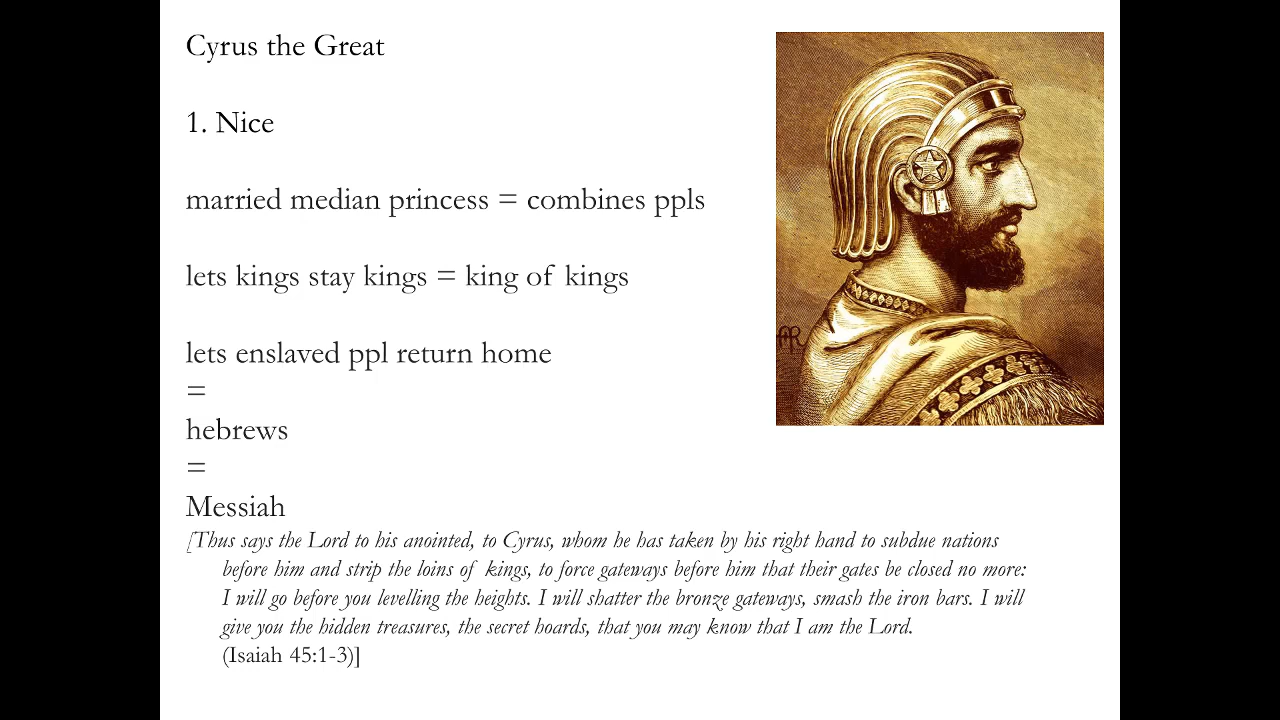 Cyrus the Great
1. Nice
married median princess = combines ppls
lets kings stay kings = king of kings
lets enslaved ppl return home
=
hebrews
=
Messiah
[Thus says the Lord to his anointed, to Cyrus, whom he has taken by his right hand to subdue nations
before him and strip the loins of kings, to force gateways before him that their gates be closed no more:
I will go before you levelling the heights. I will shatter the bronze gateways, smash the iron bars. I will
give you the hidden treasures, the secret hoards, that you may know that I am the Lord.
(Isaiah 45:1-3)]